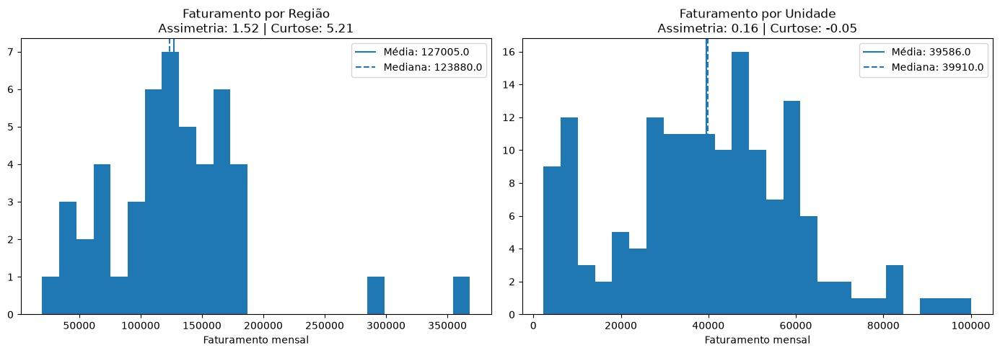 Faturamento por Região
Assimetria: 1.52 | Curtose: 5.21
Média: 127005.0
Mediana: 123880.0
7
6
5
4
3
2
1
0
50000 100000 150000 200000 250000 300000 350000
Faturamento mensal
Faturamento por Unidade
Assimetria: 0.16 | Curtose: -0.05
Média: 39586.0
Mediana: 39910.0
16
14
12
10
8
6
4
2
0
0 20000 40000 60000 80000 100000
Faturamento mensal